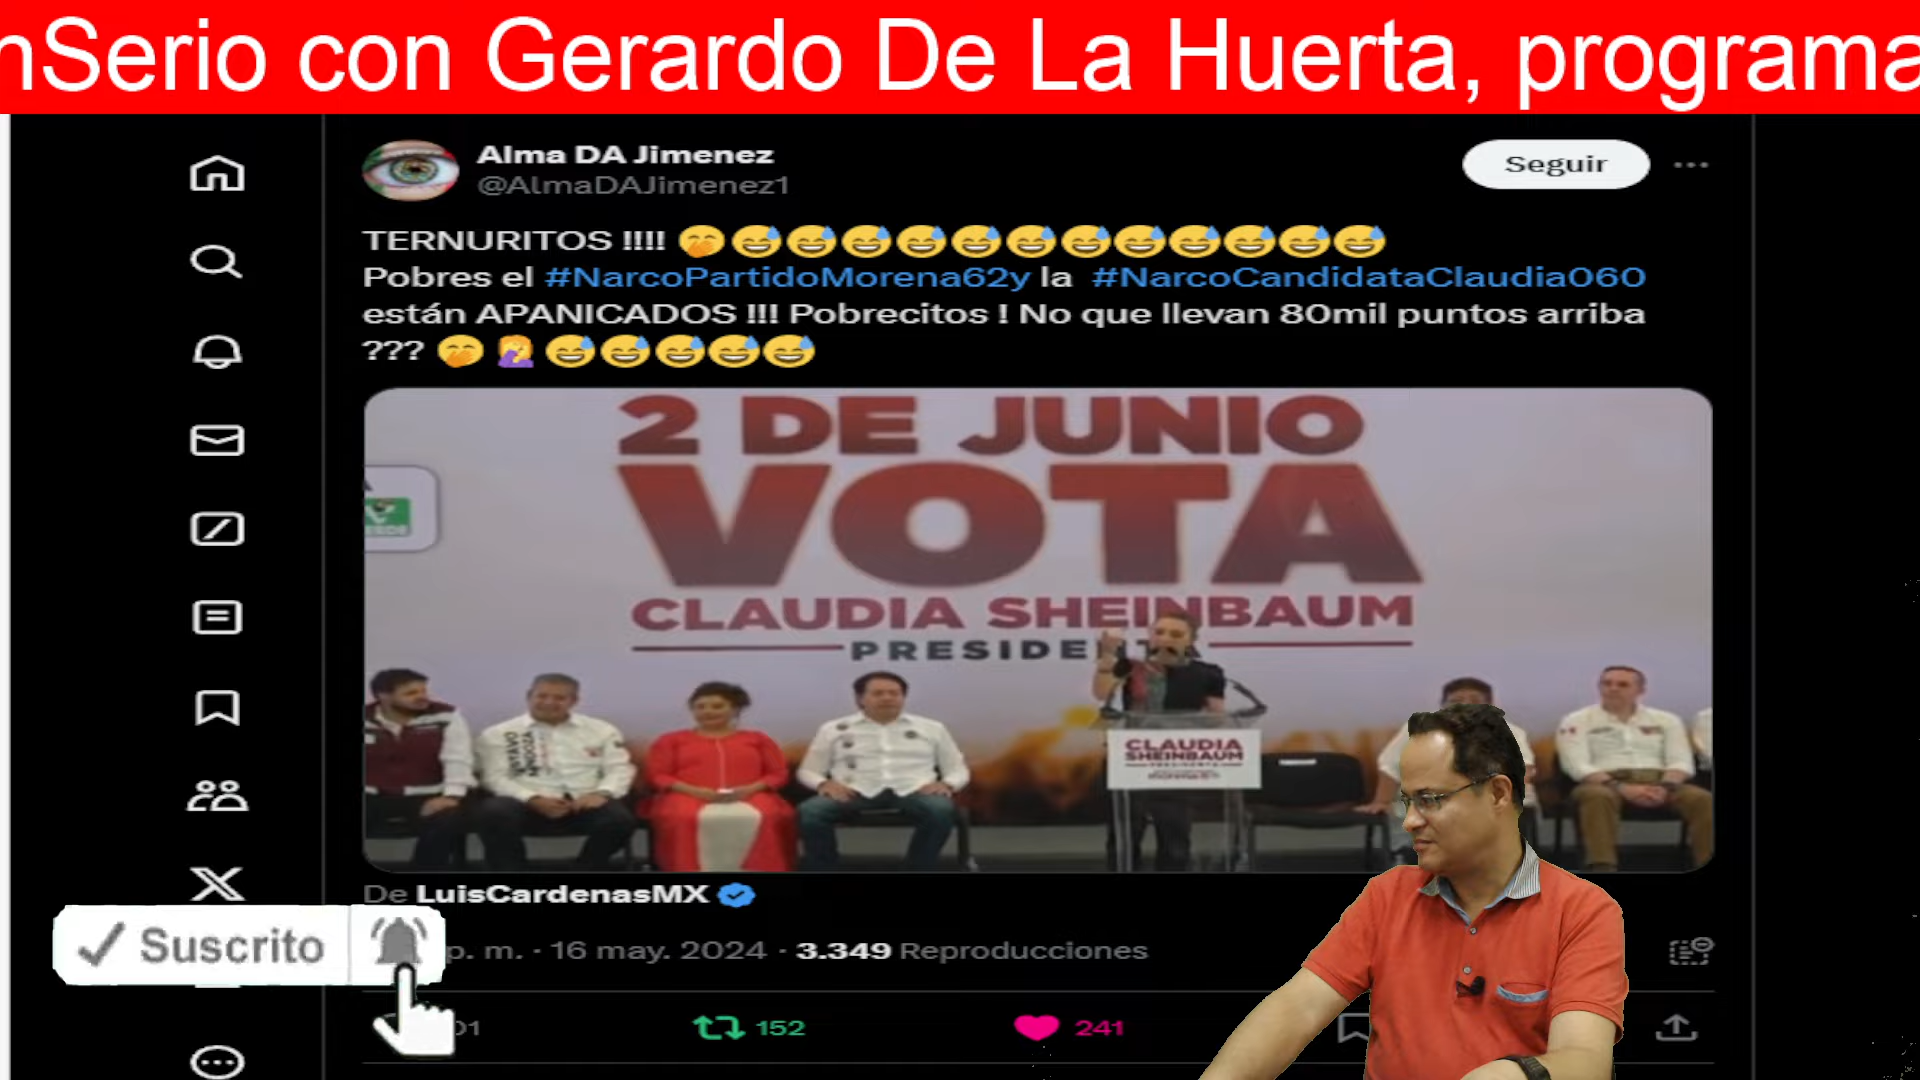 nSerio con Gerardo De La Huerta, programa
Alma DA Jimenez
@AlmaDAJimenez1
Seguir
TERNURITOS !!!! 🤭😅😅😅😅😅😅😅😅😅😅😅😅
Pobres el #NarcoPartidoMorena62y la #NarcoCandidataClaudia060
están APANICADOS !!! Pobrecitos ! No que llevan 80mil puntos arriba
??? 🤭🤦‍♀️😅😅😅😅😅
2 DE JUNIO
VOTA
CLAUDIA SHEINBAUM
PRESIDENTA
CLAUDIA
SHEINBAUM
De LuisCardenasMX
Suscrito
p. m. · 16 may. 2024 · 3.349 Reproducciones
152
241